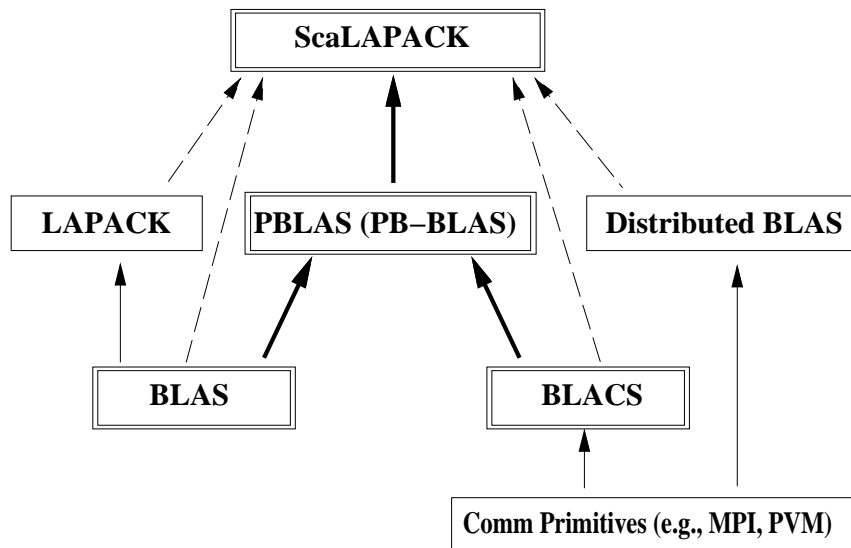 ScaLAPACK
LAPACK
PBLAS (PB−BLAS)
Distributed BLAS
BLAS
BLACS
Comm Primitives (e.g., MPI, PVM)